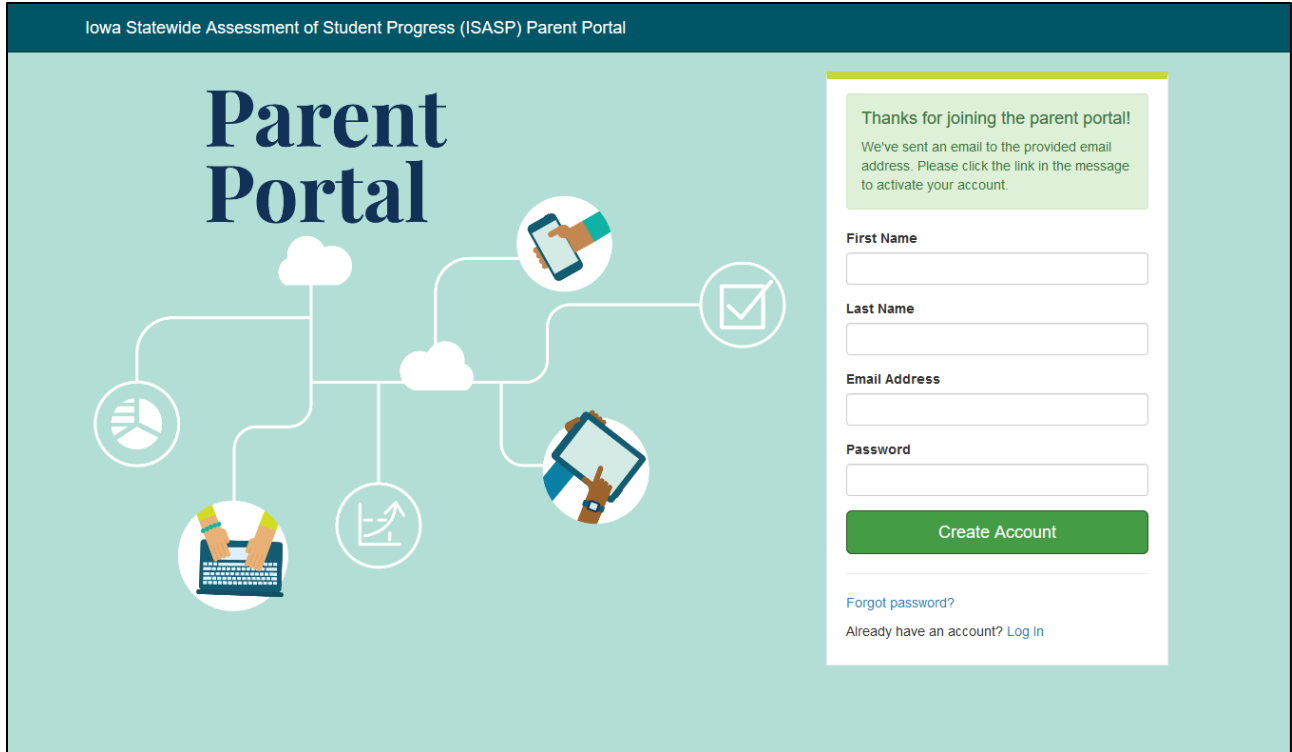 Iowa Statewide Assessment of Student Progress (ISASP) Parent Portal
Parent
Portal
Thanks for joining the parent portal!
We've sent an email to the provided email
address. Please click the link in the message
to activate your account.
First Name
Last Name
Email Address
Password
Create Account
Forgot password?
Already have an account? Log In